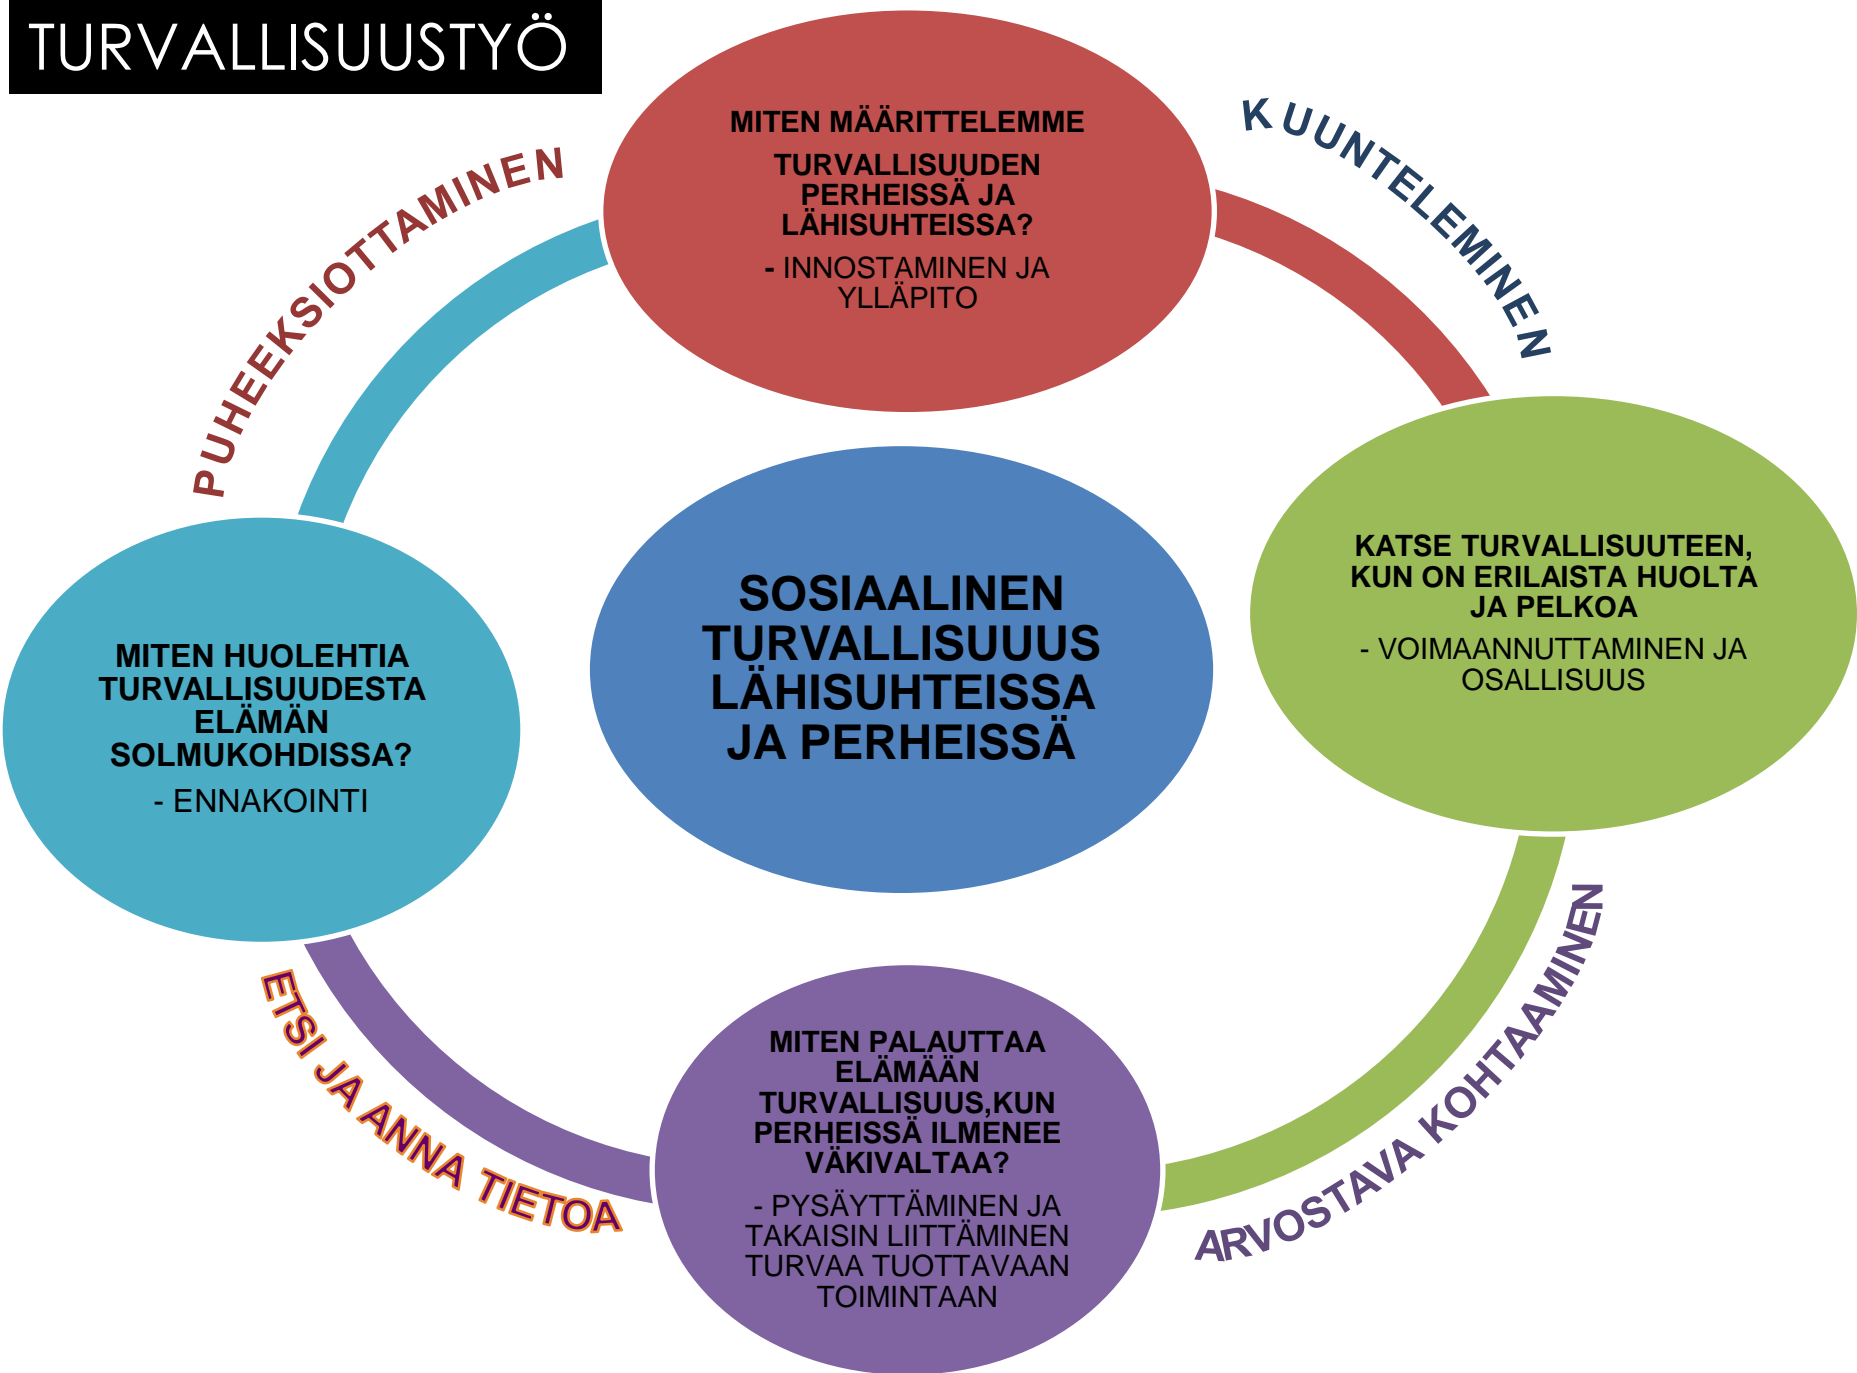 TURVALLISUUSTYÖ
MITEN MÄÄRITTELEMME
TURVALLISUUDEN
PERHEISSÄ JA
LÄHISUHTEISSA?
- INNOSTAMINEN JA
YLLÄPITO
PUHEEKSIOTTAMINEN
KUUNTELEMINEN
KATSE TURVALLISUUTEEN,
KUN ON ERILAISTA HUOLTA
JA PELKOA
- VOIMAANNUTTAMINEN JA
OSALLISUUS
SOSIAALINEN
TURVALLISUUUS
LÄHISUHTEISSA
JA PERHEISSÄ
MITEN HUOLEHTIA
TURVALLISUUDESTA
ELÄMÄN
SOLMUKOHDISSA?
- ENNAKOINTI
ETSI JA ANNA TIETOA
ARVOSTAVA KOHTAAMINEN
MITEN PALAUTTAA
ELÄMÄÄN
TURVALLISUUS,KUN
PERHEISSÄ ILMENEE
VÄKIVALTAA?
- PYSÄYTTÄMINEN JA
TAKAISIN LIITTÄMINEN
TURVAA TUOTTAVAAN
TOIMINTAAN